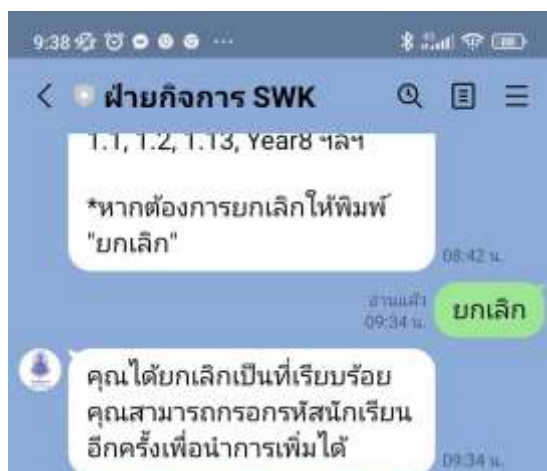 9:38
ฝ่ายกิจการ SWK
1.1, 1.2, 1.13, Year8 ฯลฯ
*หากต้องการยกเลิกให้พิมพ์
"ยกเลิก"
08:42 น.
อ่านแล้ว
09:34 น.
ยกเลิก
คุณได้ยกเลิกเป็นที่เรียบร้อย
คุณสามารถกรอกรหัสนักเรียน
อีกครั้งเพื่อนำการเพิ่มได้
09:34 น.